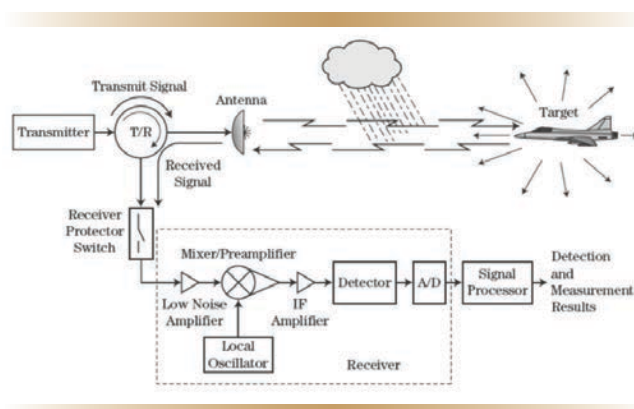 Transmit Signal
Antenna
Target
Transmitter
T/R
Received
Signal
Receiver
Protector
Switch
Mixer/Preamplifier
Detector
A/D
Signal
Processor
Detection
and
Measurement
Results
Low Noise
Amplifier
IF
Amplifier
Local
Oscillator
Receiver